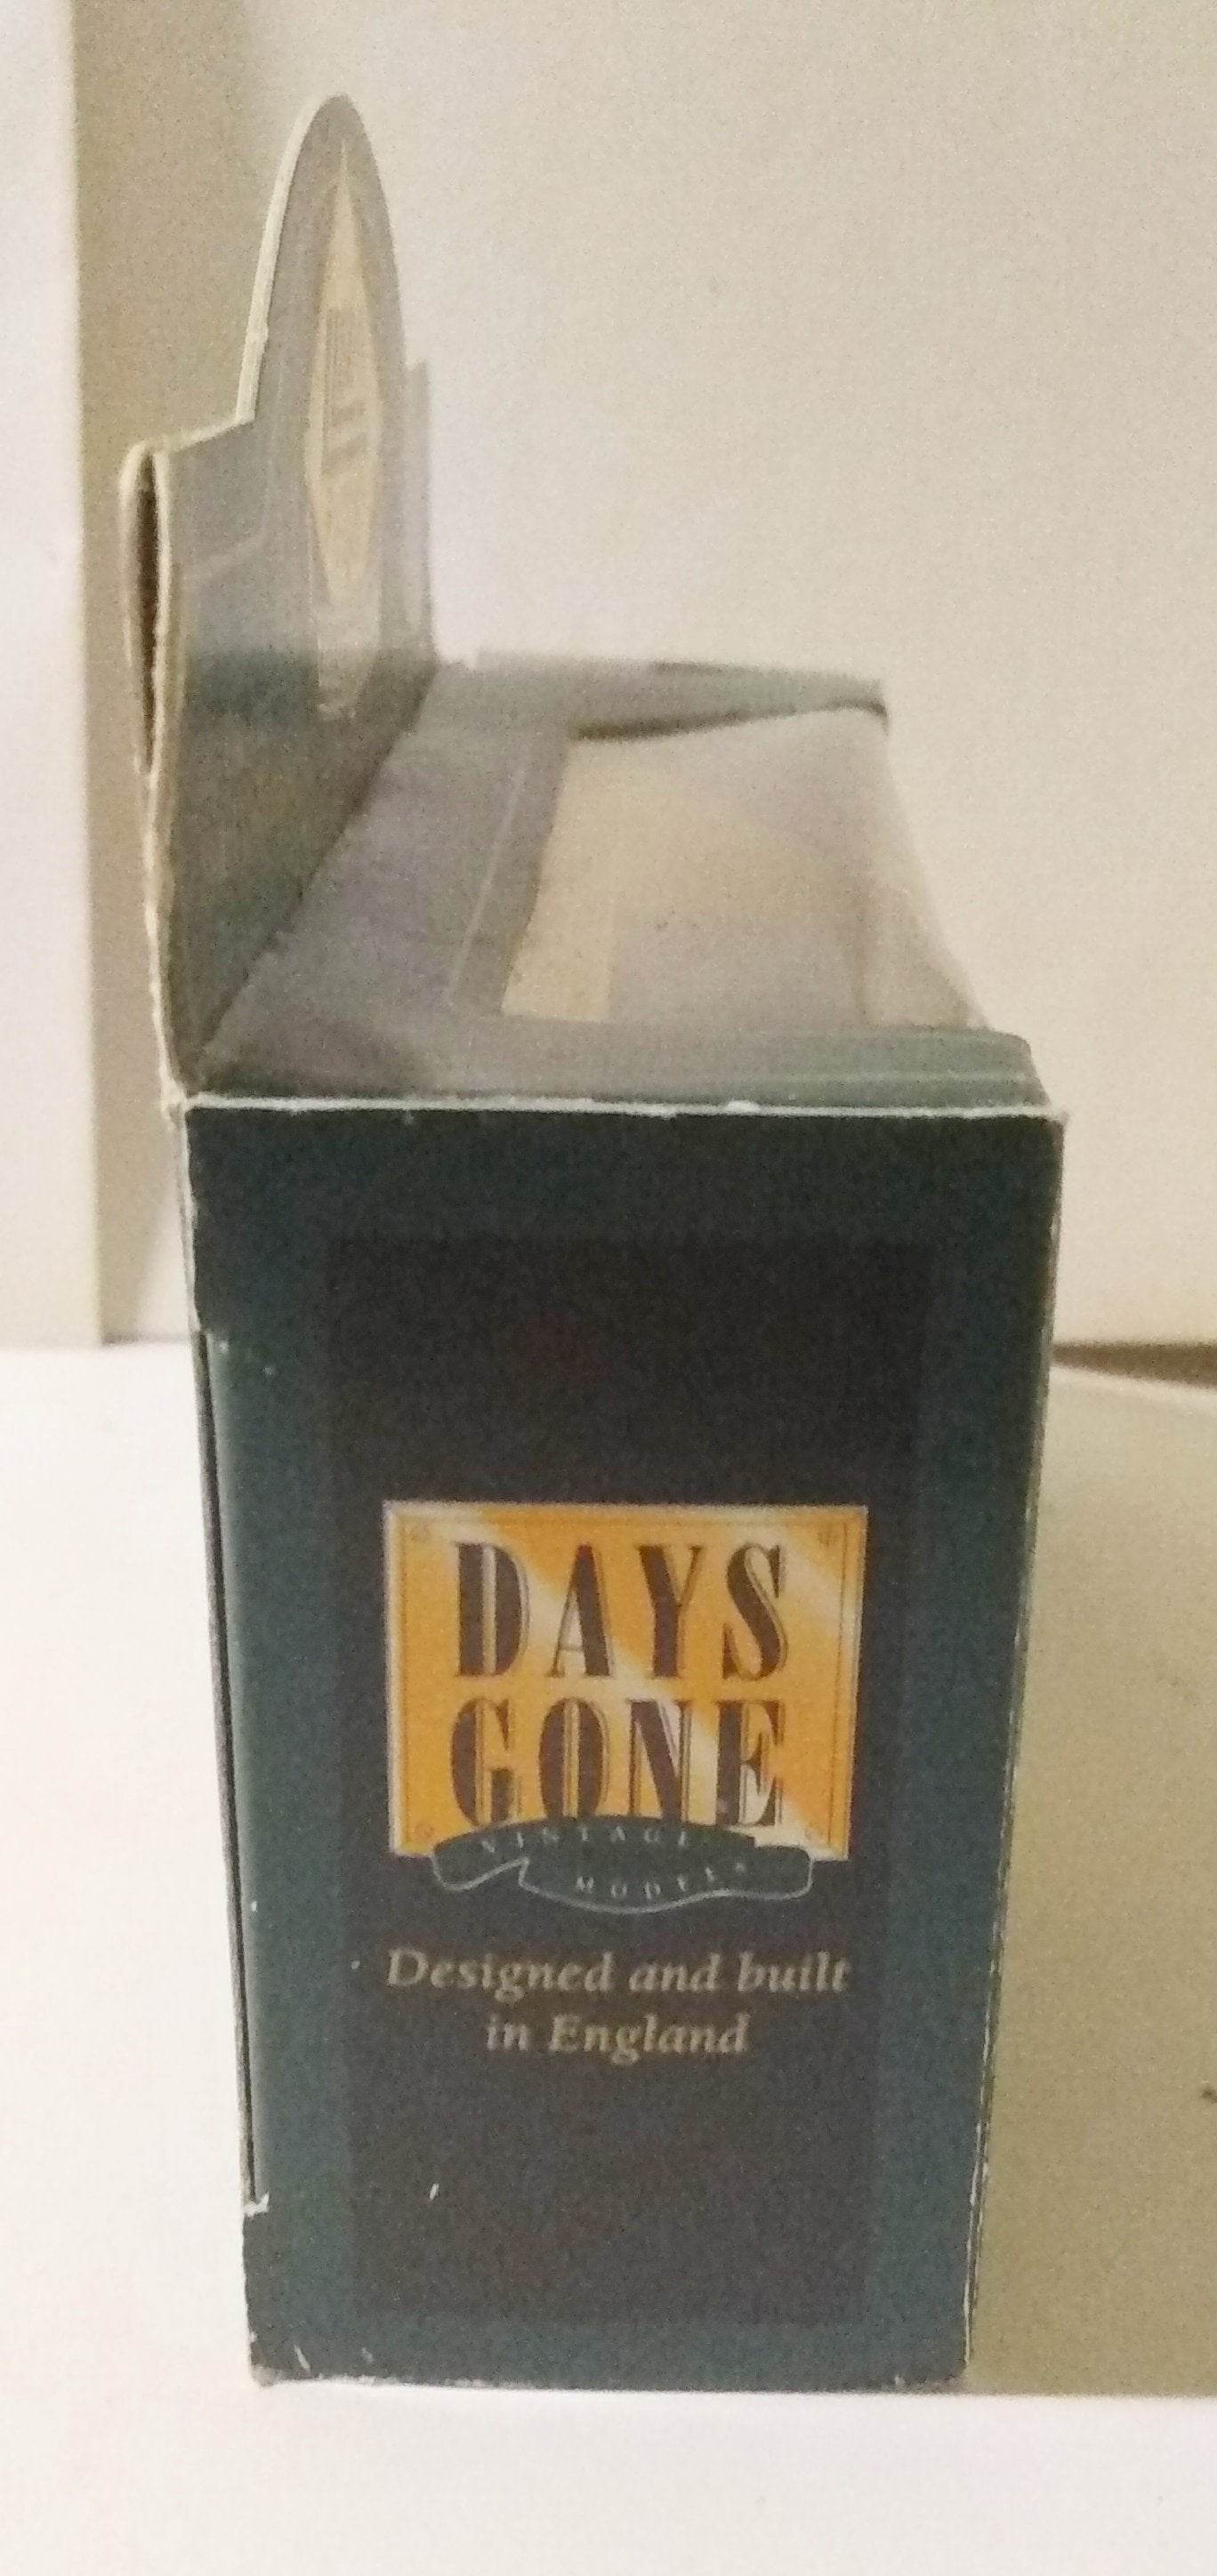 DAYS
GONE
VINTAGE
MODELS
Designed and built
in England